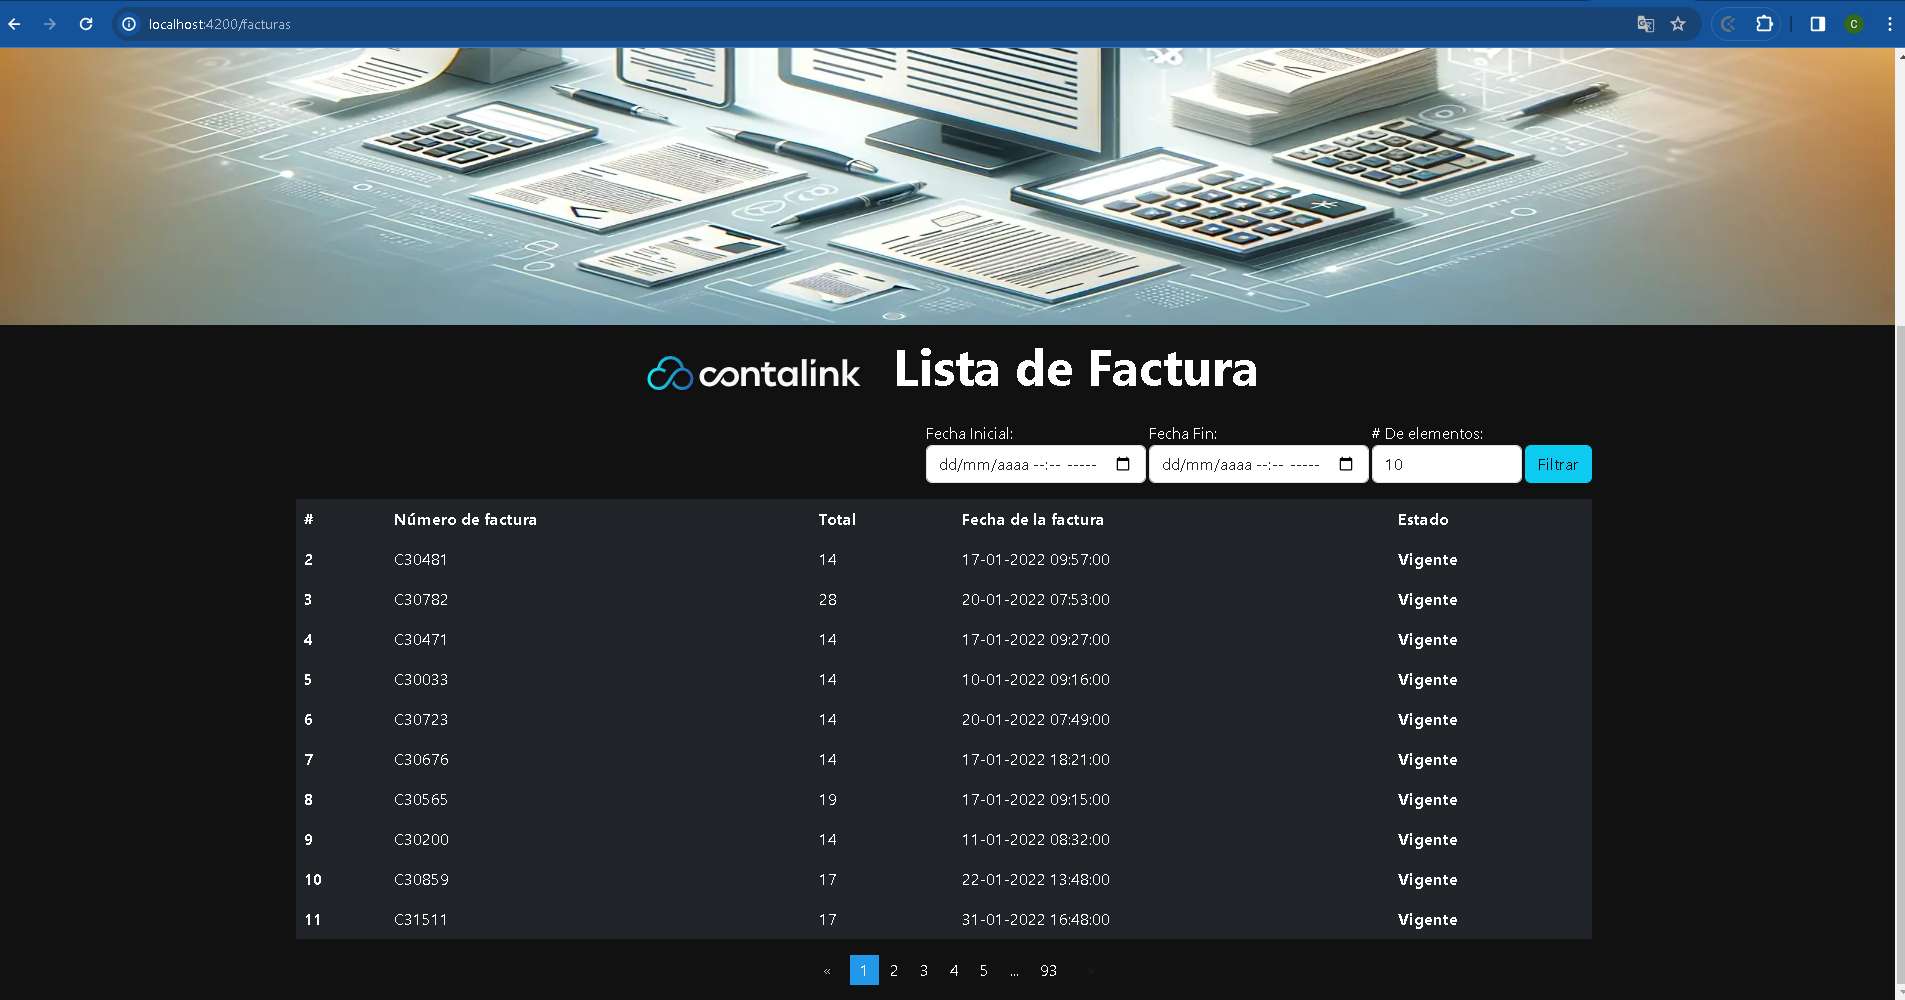 localhost:4200/facturas
contalink Lista de Factura
Fecha Inicial: Fecha Fin: # De elementos:
dd/mm/aaaa --:-- ----- dd/mm/aaaa --:-- ----- 10 Filtrar
# Número de factura Total Fecha de la factura Estado
2 C30481 14 17-01-2022 09:57:00 Vigente
3 C30782 28 20-01-2022 07:53:00 Vigente
4 C30471 14 17-01-2022 09:27:00 Vigente
5 C30033 14 10-01-2022 09:16:00 Vigente
6 C30723 14 20-01-2022 07:49:00 Vigente
7 C30676 14 17-01-2022 18:21:00 Vigente
8 C30565 19 17-01-2022 09:15:00 Vigente
9 C30200 14 11-01-2022 08:32:00 Vigente
10 C30859 17 22-01-2022 13:48:00 Vigente
11 C31511 17 31-01-2022 16:48:00 Vigente
« 1 2 3 4 5 ... 93 »